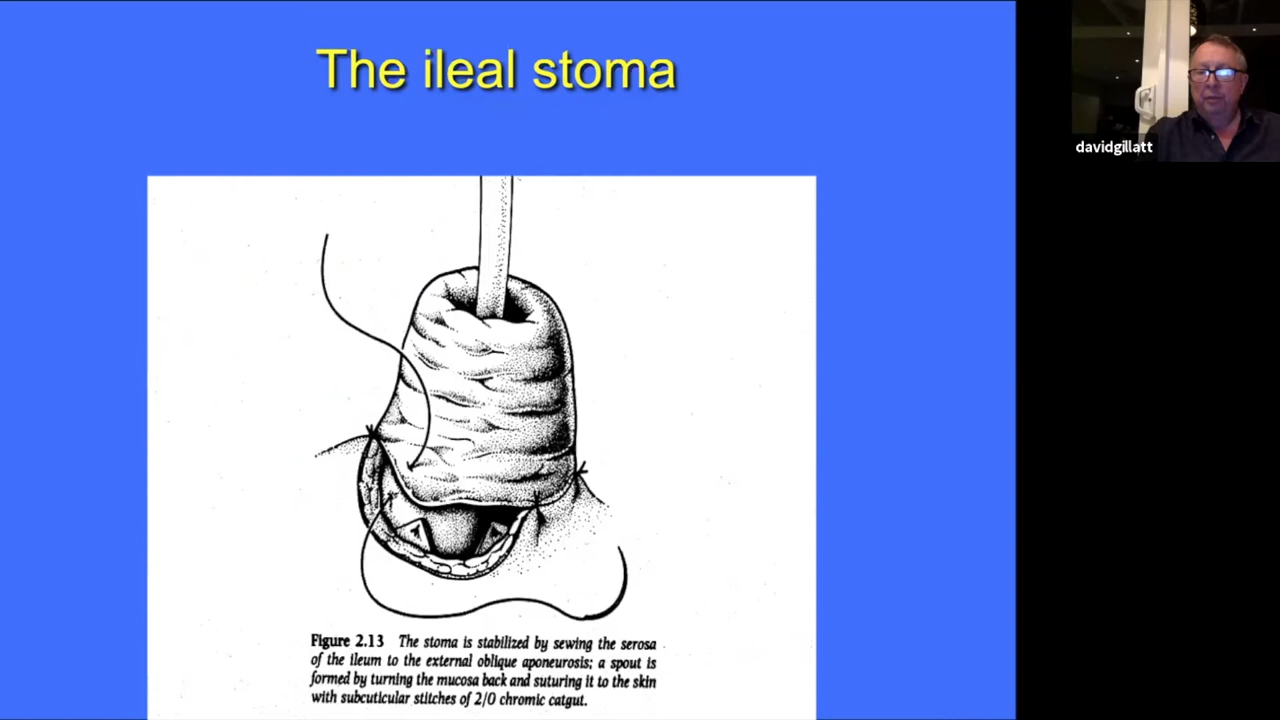 The ileal stoma
davidgillatt
Figure 2.13 The stoma is stabilized by sewing the serosa
of the ileum to the external oblique aponeurosis; a spout is
formed by turning the mucosa back and suturing it to the skin
with subcuticular stitches of 2/0 chromic catgut.